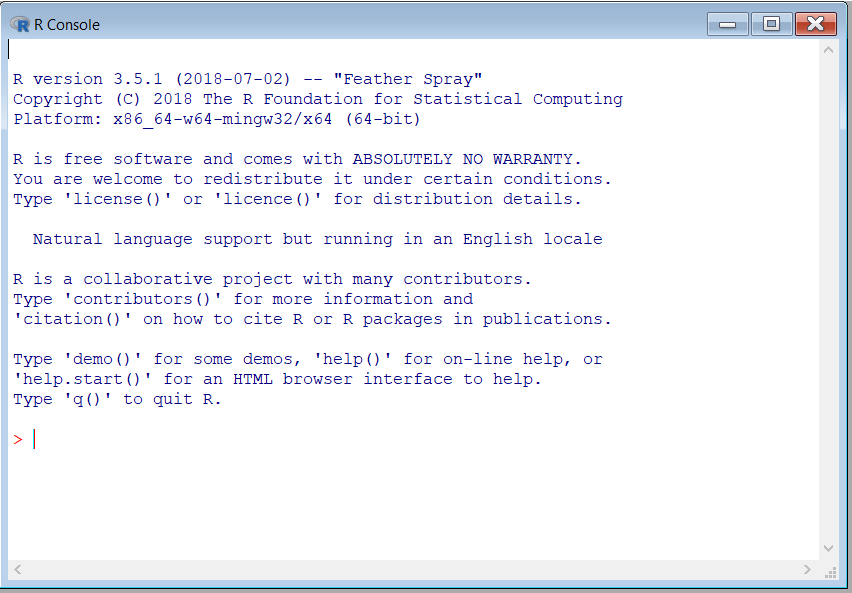 R Console
R version 3.5.1 (2018-07-02) -- "Feather Spray"
Copyright (C) 2018 The R Foundation for Statistical Computing
Platform: x86_64-w64-mingw32/x64 (64-bit)
R is free software and comes with ABSOLUTELY NO WARRANTY.
You are welcome to redistribute it under certain conditions.
Type 'license()' or 'licence()' for distribution details.
Natural language support but running in an English locale
R is a collaborative project with many contributors.
Type 'contributors()' for more information and
'citation()' on how to cite R or R packages in publications.
Type 'demo()' for some demos, 'help()' for on-line help, or
'help.start()' for an HTML browser interface to help.
Type 'q()' to quit R.
>